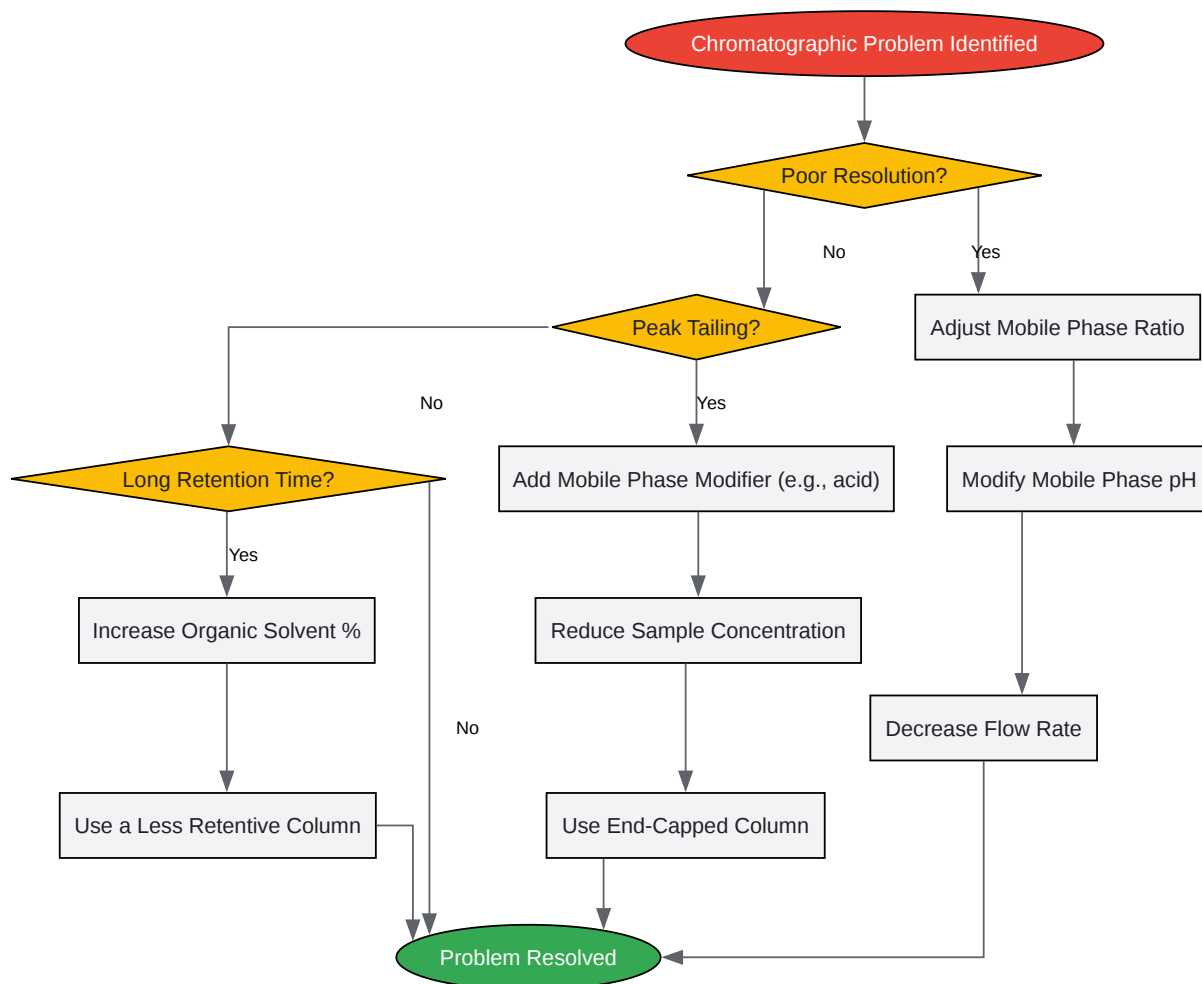 Chromatographic Problem Identified
Poor Resolution?
No
Yes
Peak Tailing?
Adjust Mobile Phase Ratio
No
Yes
Long Retention Time?
Add Mobile Phase Modifier (e.g., acid)
Modify Mobile Phase pH
Yes
Increase Organic Solvent %
Reduce Sample Concentration
No
Decrease Flow Rate
Use a Less Retentive Column
Use End-Capped Column
Problem Resolved